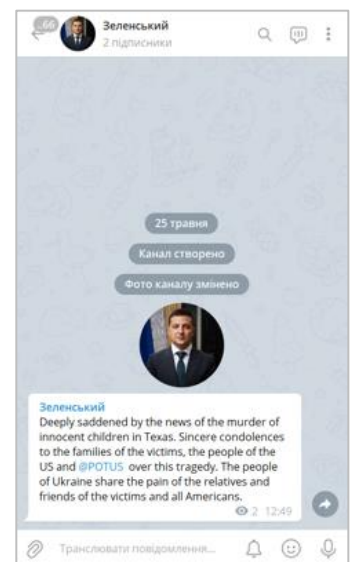 66
Зеленський
2 підписники
25 травня
Канал створено
Фото каналу змінено
Зеленський
Deeply saddened by the news of the murder of
innocent children in Texas. Sincere condolences
to the families of the victims, the people of the
US and @POTUS over this tragedy. The people
of Ukraine share the pain of the relatives and
friends of the victims and all Americans.
2 12:49
Транслювати повідомлення...